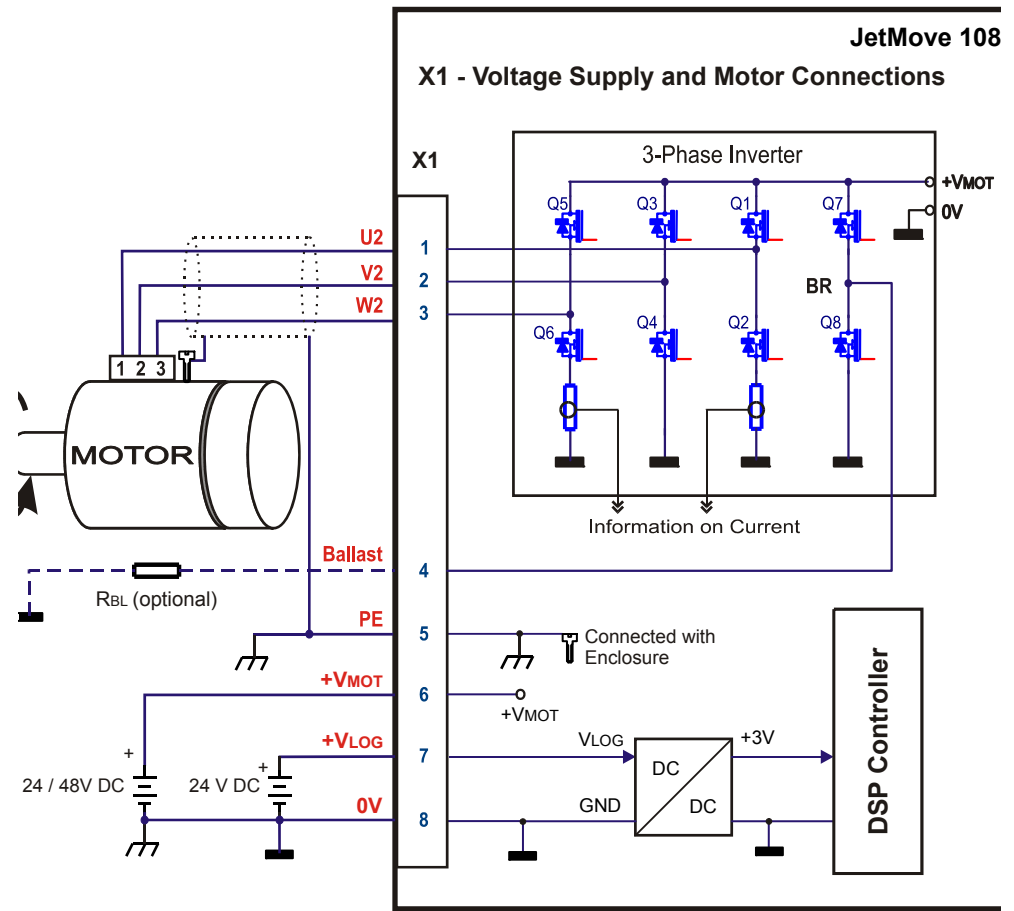 JetMove 108
X1 - Voltage Supply and Motor Connections
X1
3-Phase Inverter
+VMOT
0V
Q5
Q3
Q1
Q7
BR
Q6
Q4
Q2
Q8
Information on Current
U2
1
V2
2
W2
3
1 2 3
MOTOR
Ballast
4
RBL (optional)
PE
5
Connected with
Enclosure
+VMOT
6
+VMOT
+VLOG
7
VLOG
+3V
DC
DC
+
24 / 48V DC
+
24 V DC
0V
8
GND
DSP Controller